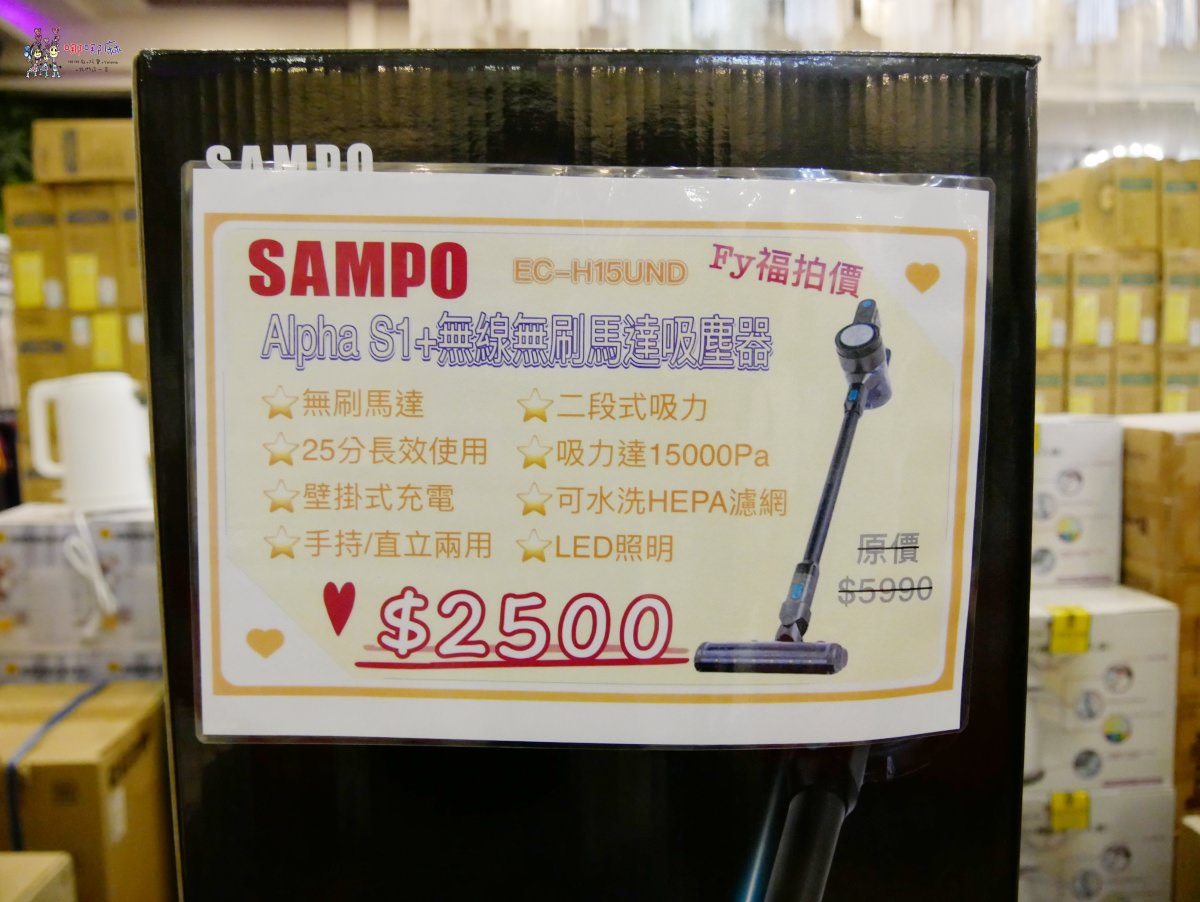 SAMPO
SAMPO
EC-H15UND
Fy福拍價
Alpha S1+無線無刷馬達吸塵器
無刷馬達
二段式吸力
25分長效使用
吸力達15000Pa
壁掛式充電
可水洗HEPA濾網
手持/直立兩用
LED照明
原價
$5990
$2500